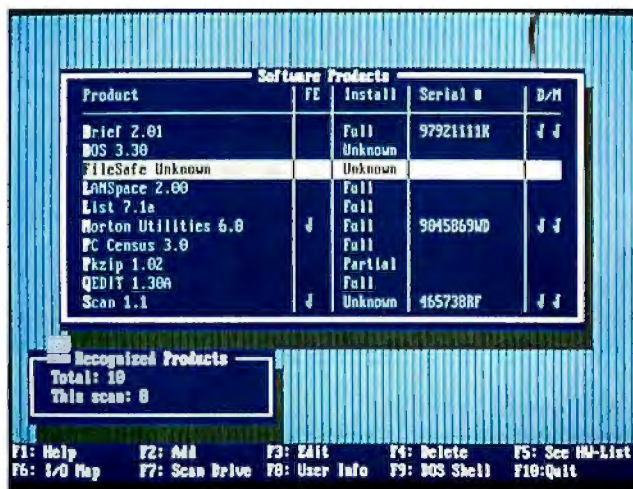 Software Products
Product FE Install Serial # D/M
Brief 2.01 Full 97921111K √ √
DOS 3.30 Unknown
FileSafe Unknown Unknown
LANSpace 2.00 Full
List 7.1a Full
Norton Utilities 6.0 √ Full 9045869WD √ √
PC Census 3.0 Full
Pkzip 1.02 Partial
QEDIT 1.30A Full
Scan 1.1 √ Unknown 465738RF √ √
Recognized Products
Total: 10
This scan: 0
F1: Help F2: Add F3: Edit F4: Delete F5: See HW-List
F6: I/O Map F7: Scan Drive F8: User Info F9: DOS Shell F10:Quit